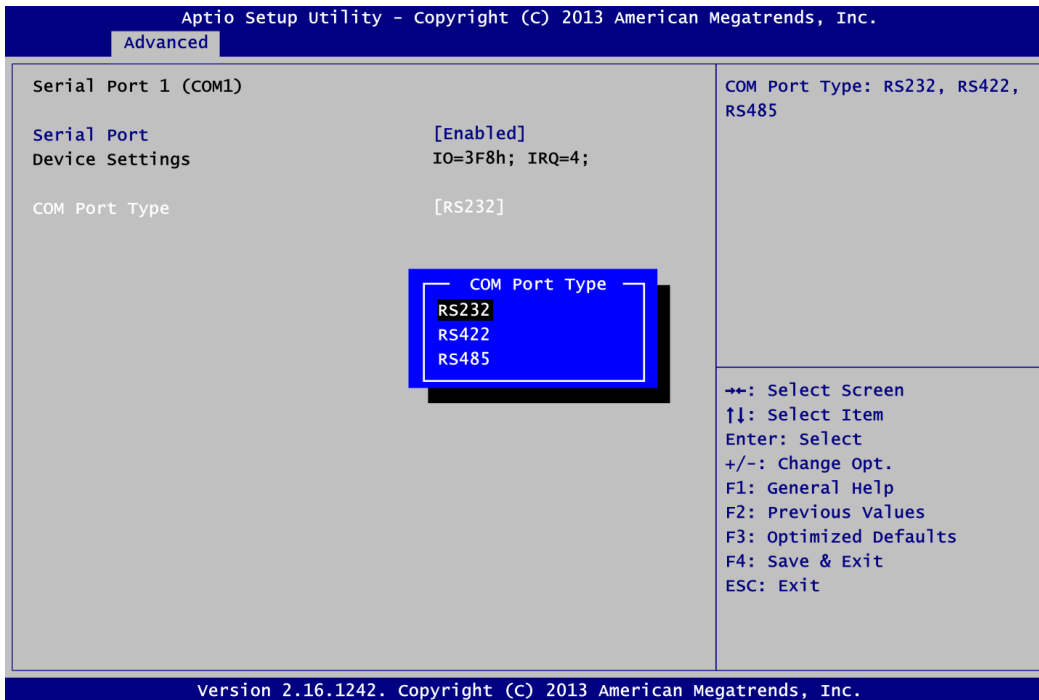 Aptio Setup Utility - Copyright (C) 2013 American Megatrends, Inc.
Advanced
Serial Port 1 (COM1)
Serial Port [Enabled]
Device Settings IO=3F8h; IRQ=4;
COM Port Type [RS232]
COM Port Type
RS232
RS422
RS485
COM Port Type: RS232, RS422,
RS485
→←: Select Screen
↑↓: Select Item
Enter: Select
+/-: Change Opt.
F1: General Help
F2: Previous Values
F3: Optimized Defaults
F4: Save & Exit
ESC: Exit
Version 2.16.1242. Copyright (C) 2013 American Megatrends, Inc.